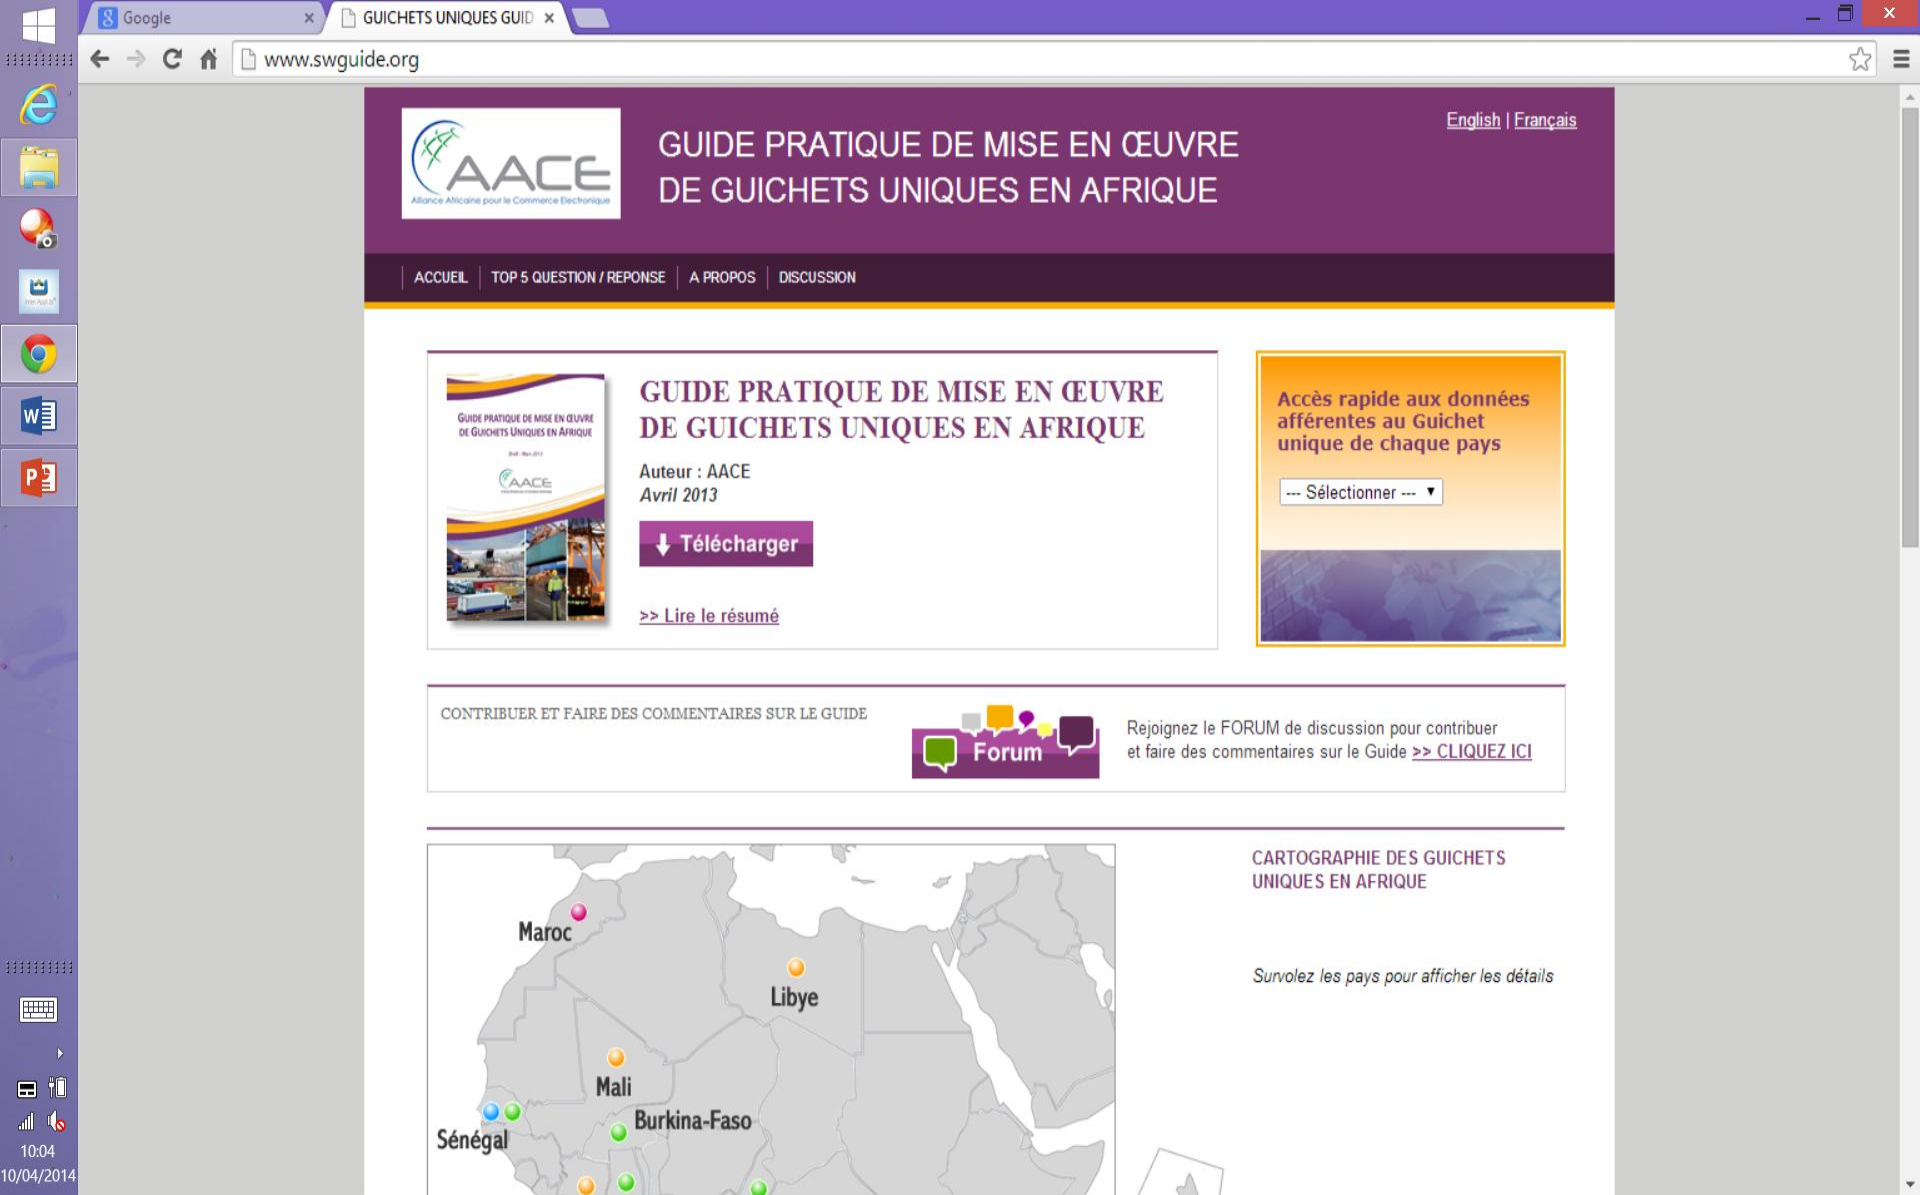 Google
GUICHETS UNIQUES GUID
www.swguide.org
English | Français
AACE
Alliance Africaine pour le Commerce Electronique
GUIDE PRATIQUE DE MISE EN ŒUVRE
DE GUICHETS UNIQUES EN AFRIQUE
ACCUEIL
TOP 5 QUESTION / REPONSE
A PROPOS
DISCUSSION
GUIDE PRATIQUE DE MISE EN ŒUVRE
DE GUICHETS UNIQUES EN AFRIQUE
Draft - Mars 2013
AACE
GUIDE PRATIQUE DE MISE EN ŒUVRE
DE GUICHETS UNIQUES EN AFRIQUE
Auteur : AACE
Avril 2013
Télécharger
>> Lire le résumé
Accès rapide aux données
afférentes au Guichet
unique de chaque pays
--- Sélectionner ---
CONTRIBUER ET FAIRE DES COMMENTAIRES SUR LE GUIDE
Forum
Rejoignez le FORUM de discussion pour contribuer
et faire des commentaires sur le Guide >> CLIQUEZ ICI
CARTOGRAPHIE DES GUICHETS
UNIQUES EN AFRIQUE
Survolez les pays pour afficher les détails
Maroc
Libye
Mali
Burkina-Faso
Sénégal
10:04
10/04/2014